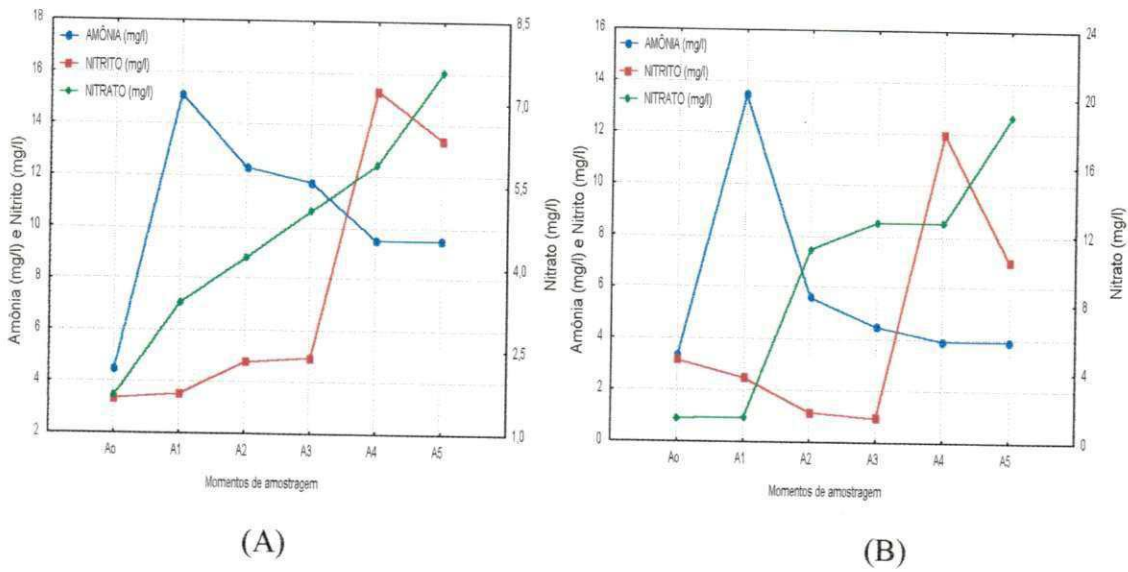 18
16
14
12
10
8
6
4
2
Amônia (mg/l) e Nitrito (mg/l)
AMÔNIA (mg/l)
NITRITO (mg/l)
NITRATO (mg/l)
8,5
7,0
5,5
4,0
2,5
1,0
Nitrato (mg/l)
Ao A1 A2 A3 A4 A5
Momentos de amostragem
(A)
16
14
12
10
8
6
4
2
0
Amônia (mg/l) e Nitrito (mg/l)
AMÔNIA (mg/l)
NITRITO (mg/l)
NITRATO (mg/l)
24
20
16
12
8
4
0
Nitrato (mg/l)
Ao A1 A2 A3 A4 A5
Momentos de amostragem
(B)